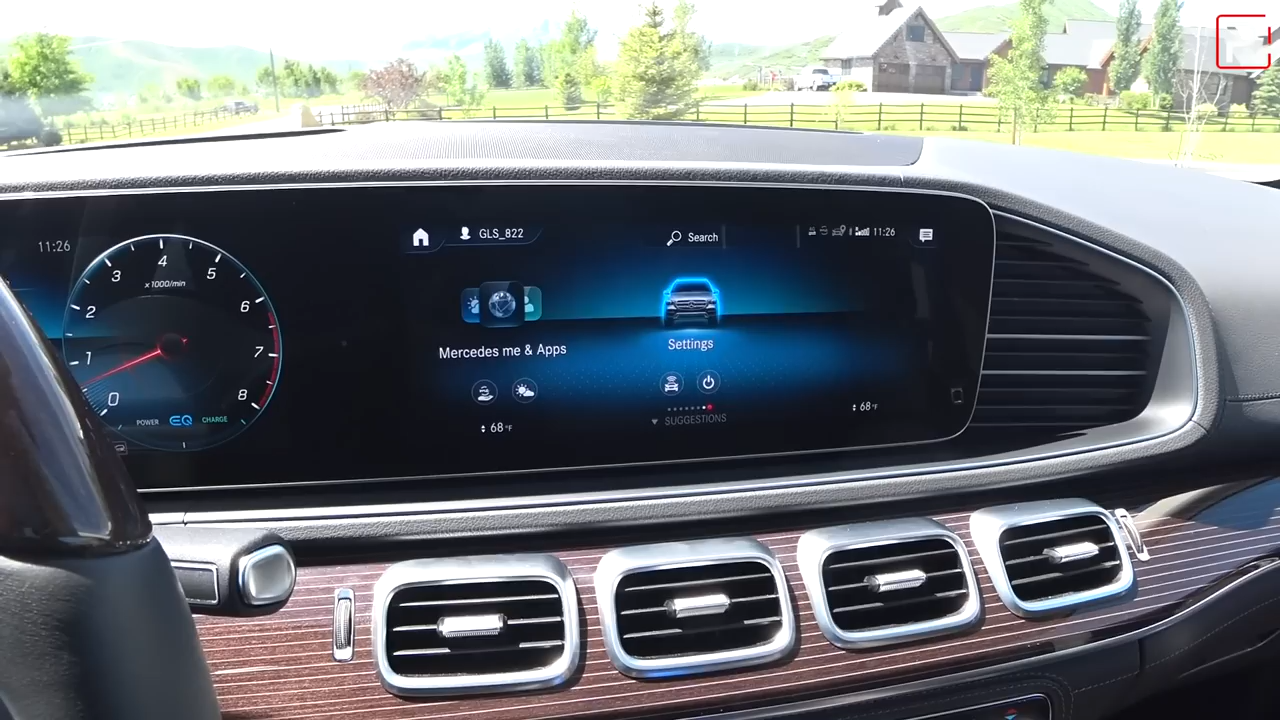 11:26
4
3
5
x1000/min
2
6
1
7
0
8
POWER
EQ
CHARGE
GLS_822
Search
11:26
Mercedes me & Apps
Settings
68°F
SUGGESTIONS
68°F